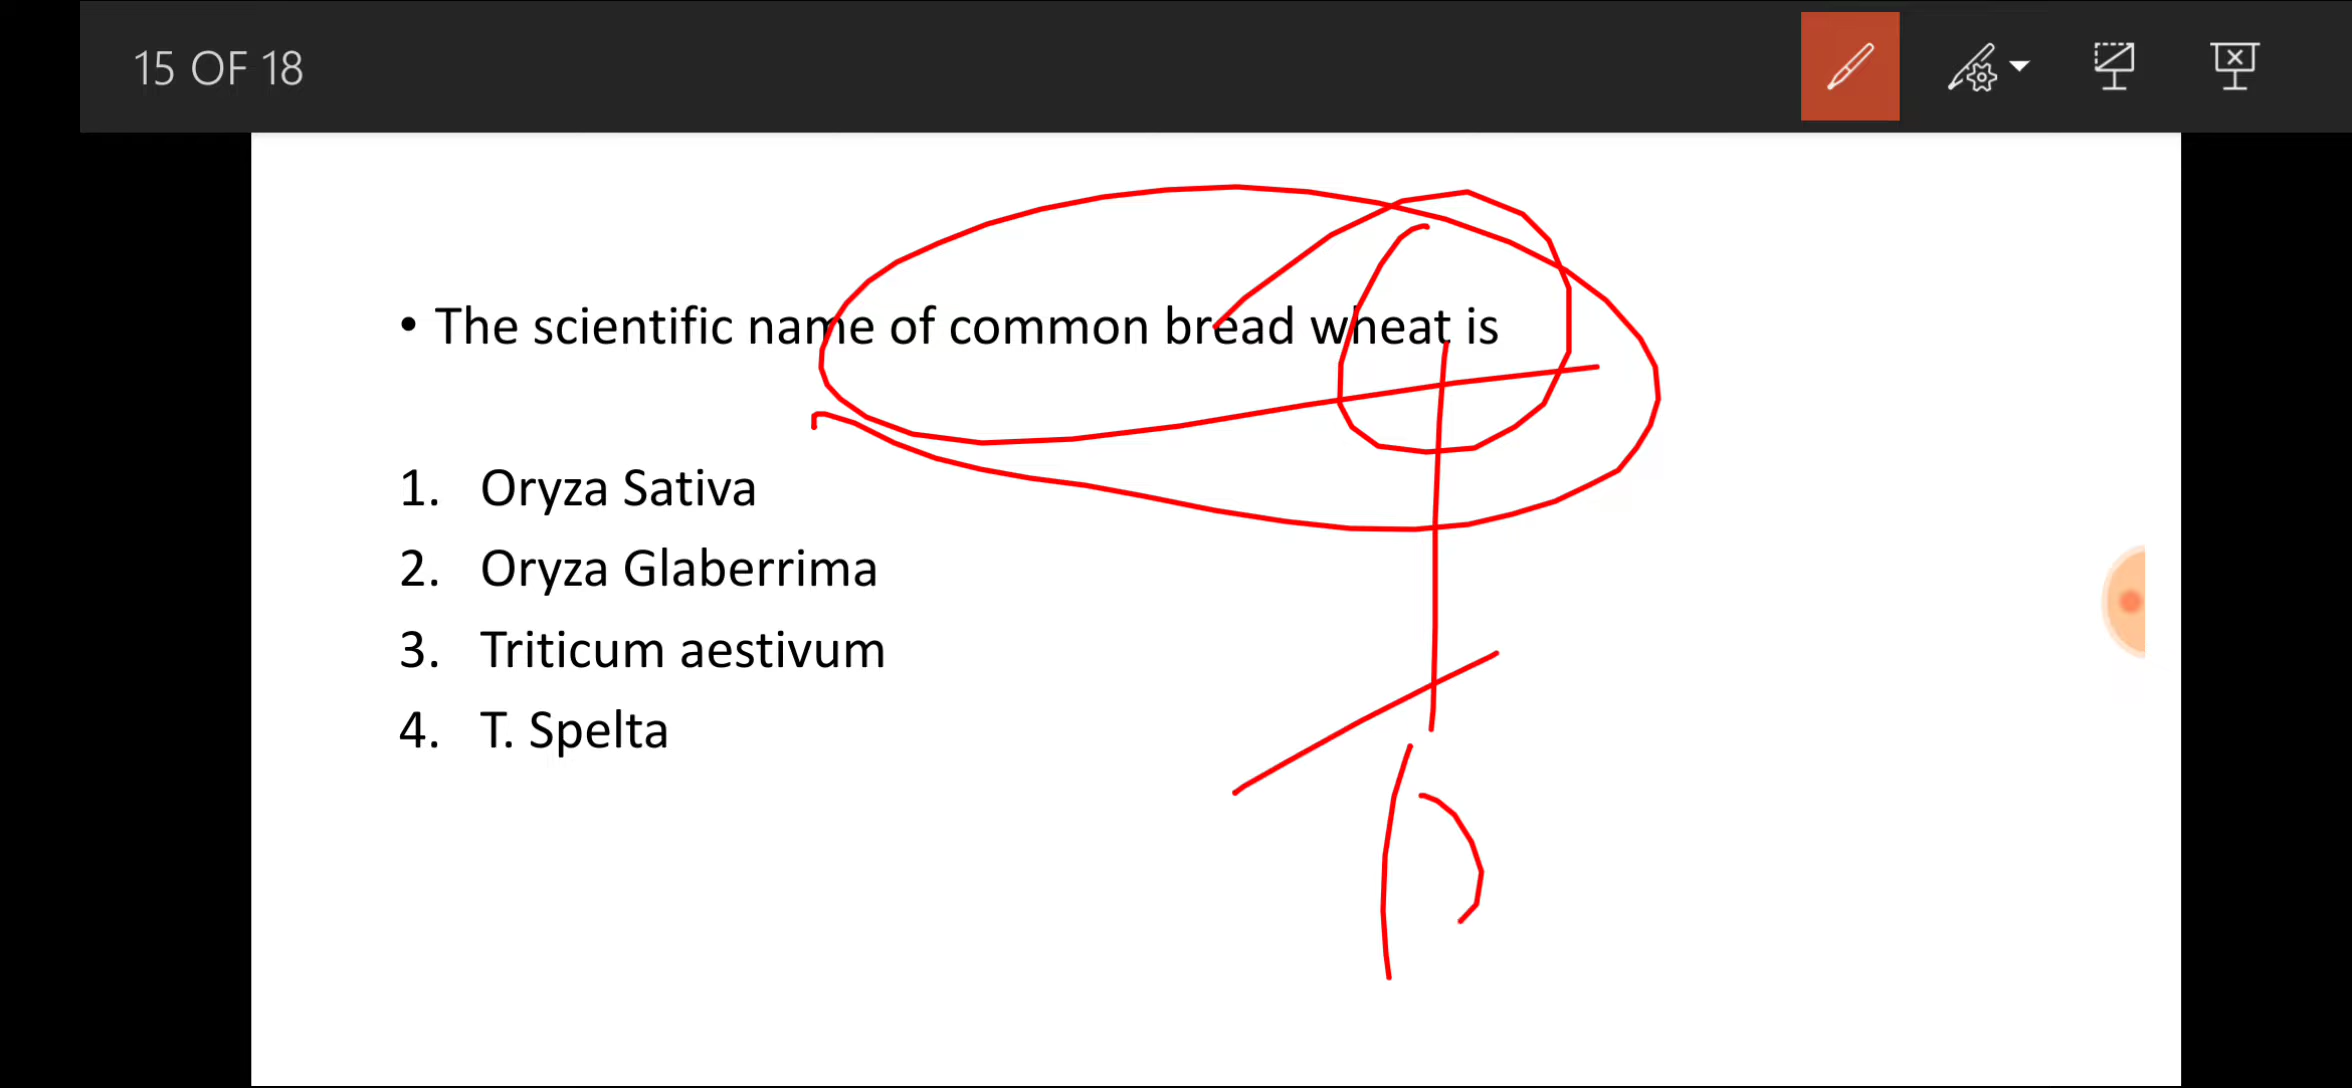 15 OF 18
• The scientific name of common bread wheat is
1. Oryza Sativa
2. Oryza Glaberrima
3. Triticum aestivum
4. T. Spelta